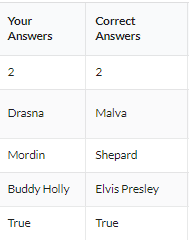 Your Answers Correct Answers
2 2
Drasna Malva
Mordin Shepard
Buddy Holly Elvis Presley
True True